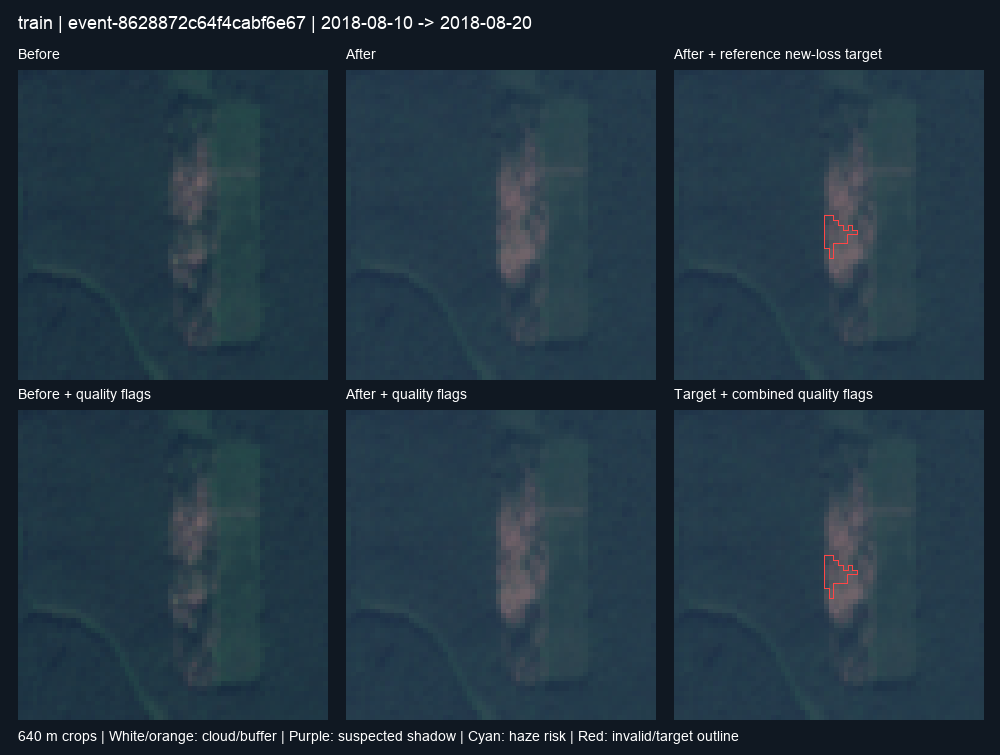 train | event-8628872c64f4cabf6e67 | 2018-08-10 -> 2018-08-20
Before
After
After + reference new-loss target
Before + quality flags
After + quality flags
Target + combined quality flags
640 m crops | White/orange: cloud/buffer | Purple: suspected shadow | Cyan: haze risk | Red: invalid/target outline